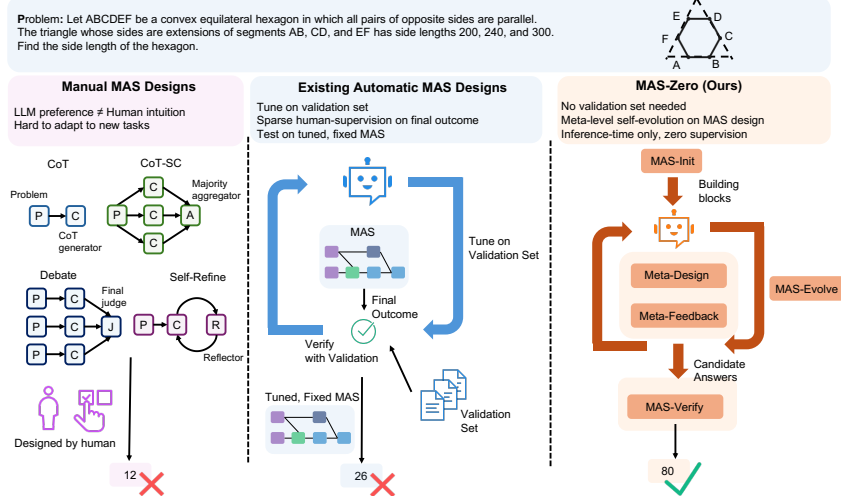 Problem: Let ABCDEF be a convex equilateral hexagon in which all pairs of opposite sides are parallel.
The triangle whose sides are extensions of segments AB, CD, and EF has side lengths 200, 240, and 300.
Find the side length of the hexagon.
E
D
F
C
A
B
Manual MAS Designs
LLM preference ≠ Human intuition
Hard to adapt to new tasks
CoT
CoT-SC
Problem
P
C
CoT
generator
C
P
C
A
C
Majority
aggregator
Debate
Self-Refine
Final
judge
P
C
P
C
J
P
C
P
C
R
Reflector
Designed by human
12
Existing Automatic MAS Designs
Tune on validation set
Sparse human-supervision on final outcome
Test on tuned, fixed MAS
MAS
Tune on
Validation Set
Final
Outcome
Verify
with Validation
Tuned, Fixed MAS
Validation
Set
26
MAS-Zero (Ours)
No validation set needed
Meta-level self-evolution on MAS design
Inference-time only, zero supervision
MAS-Init
Building
blocks
Meta-Design
MAS-Evolve
Meta-Feedback
Candidate
Answers
MAS-Verify
80